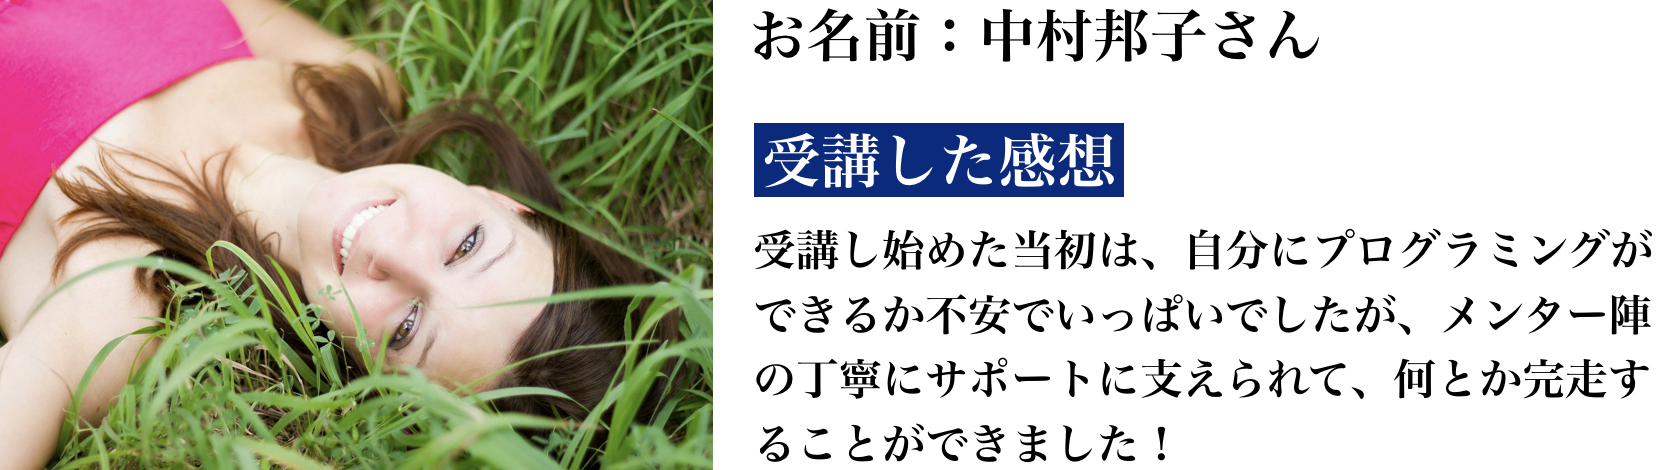 お名前：中村邦子さん
受講した感想
受講し始めた当初は、自分にプログラミングが
できるか不安でいっぱいでしたが、メンター陣
の丁寧にサポートに支えられて、何とか完走す
ることができました！